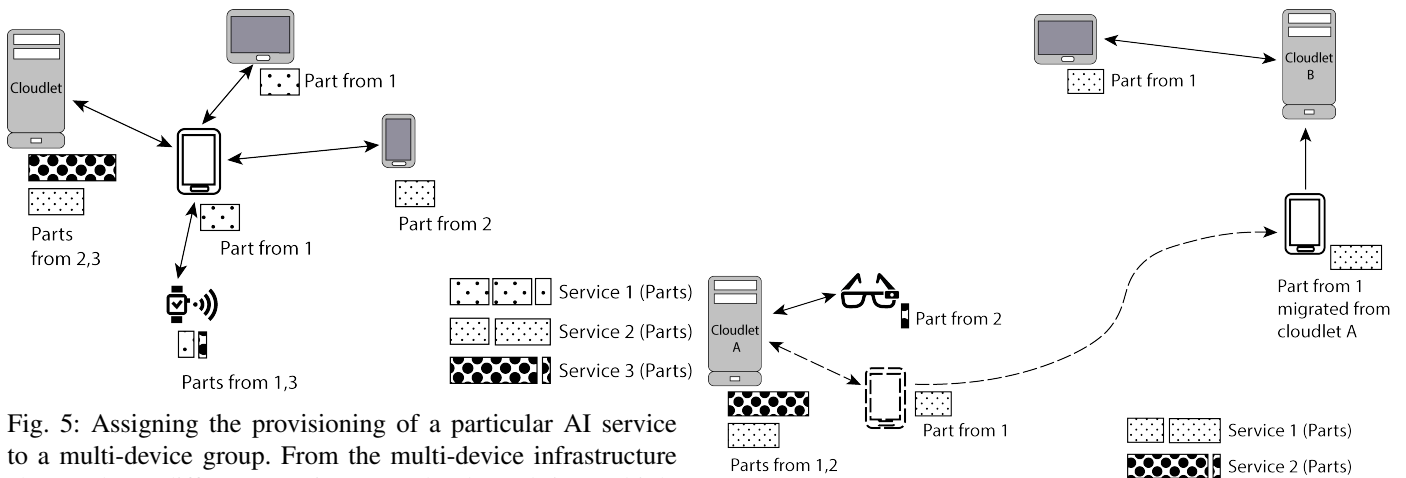 Cloudlet
Part from 1
Part from 2
Parts
from 2,3
Part from 1
Parts from 1,3
Service 1 (Parts)
Service 2 (Parts)
Service 3 (Parts)
Fig. 5: Assigning the provisioning of a particular AI service
to a multi-device group. From the multi-device infrastructure
Part from 1
Cloudlet
B
Part from 1
migrated from
cloudlet A
Cloudlet
A
Part from 2
Part from 1
Parts from 1,2
Service 1 (Parts)
Service 2 (Parts)